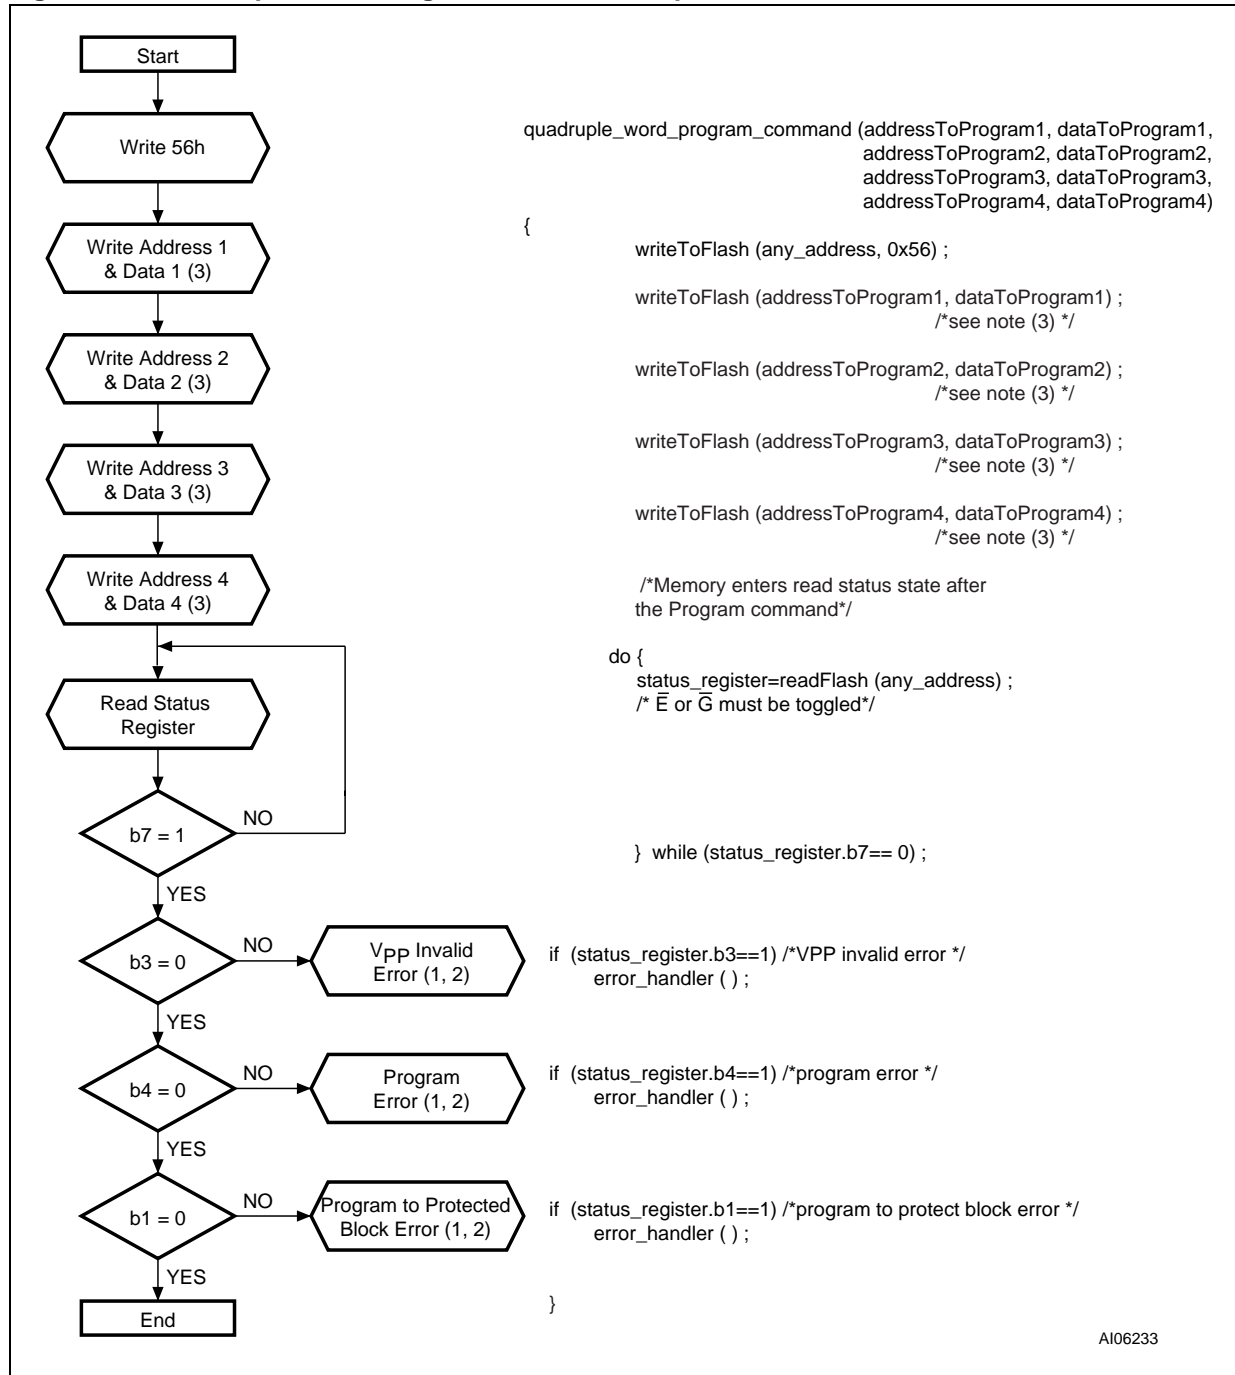 Start
Write 56h
Write Address 1
& Data 1 (3)
Write Address 2
& Data 2 (3)
Write Address 3
& Data 3 (3)
Write Address 4
& Data 4 (3)
Read Status
Register
b7 = 1
NO
YES
b3 = 0
NO
VPP Invalid
Error (1, 2)
YES
b4 = 0
NO
Program
Error (1, 2)
YES
b1 = 0
NO
Program to Protected
Block Error (1, 2)
YES
End
quadruple_word_program_command (addressToProgram1, dataToProgram1,
addressToProgram2, dataToProgram2,
addressToProgram3, dataToProgram3,
addressToProgram4, dataToProgram4)
{
writeToFlash (any_address, 0x56) ;
writeToFlash (addressToProgram1, dataToProgram1) ;
/*see note (3) */
writeToFlash (addressToProgram2, dataToProgram2) ;
/*see note (3) */
writeToFlash (addressToProgram3, dataToProgram3) ;
/*see note (3) */
writeToFlash (addressToProgram4, dataToProgram4) ;
/*see note (3) */
/*Memory enters read status state after
the Program command*/
do {
status_register=readFlash (any_address) ;
/* E̅ or G̅ must be toggled*/
} while (status_register.b7== 0) ;
if (status_register.b3==1) /*VPP invalid error */
error_handler ( ) ;
if (status_register.b4==1) /*program error */
error_handler ( ) ;
if (status_register.b1==1) /*program to protect block error */
error_handler ( ) ;
}
AI06233